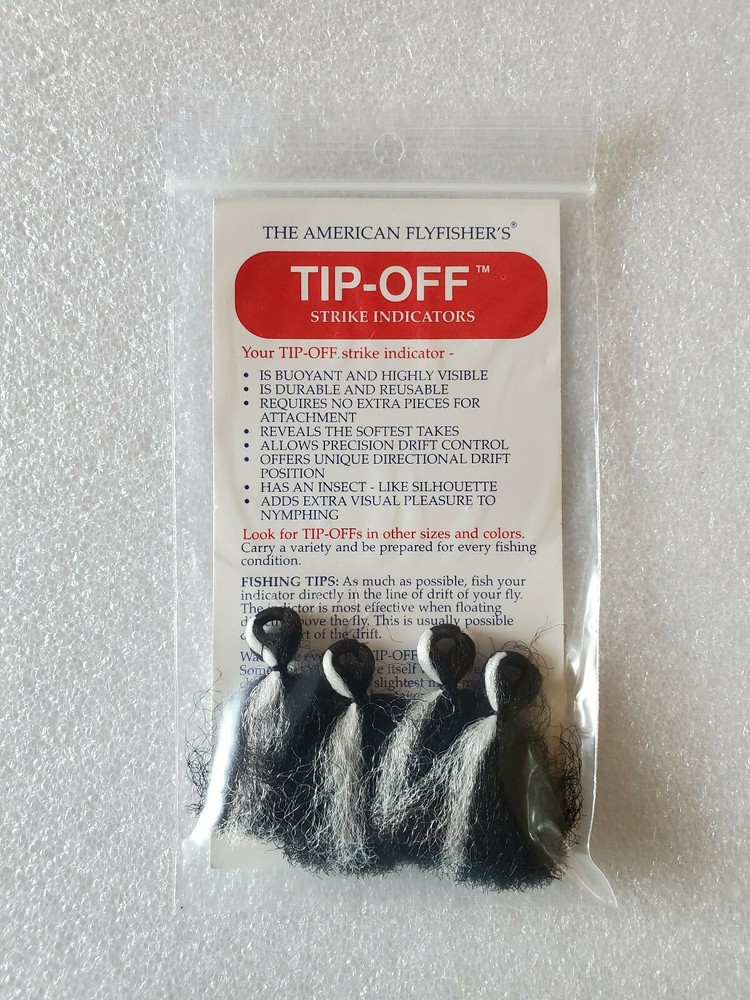 THE AMERICAN FLYFISHER'S®
TIP-OFF™
STRIKE INDICATORS
Your TIP-OFF strike indicator -
• IS BUOYANT AND HIGHLY VISIBLE
• IS DURABLE AND REUSABLE
• REQUIRES NO EXTRA PIECES FOR
ATTACHMENT
• REVEALS THE SOFTEST TAKES
• ALLOWS PRECISION DRIFT CONTROL
• OFFERS UNIQUE DIRECTIONAL DRIFT
POSITION
• HAS AN INSECT - LIKE SILHOUETTE
• ADDS EXTRA VISUAL PLEASURE TO
NYMPHING
Look for TIP-OFFs in other sizes and colors.
Carry a variety and be prepared for every fishing
condition.
FISHING TIPS: As much as possible, fish your
indicator directly in the line of drift of your fly.
The is most effective when floating
the fly. This is usually possible
of the drift.
TIP-OFF
itself
slightest